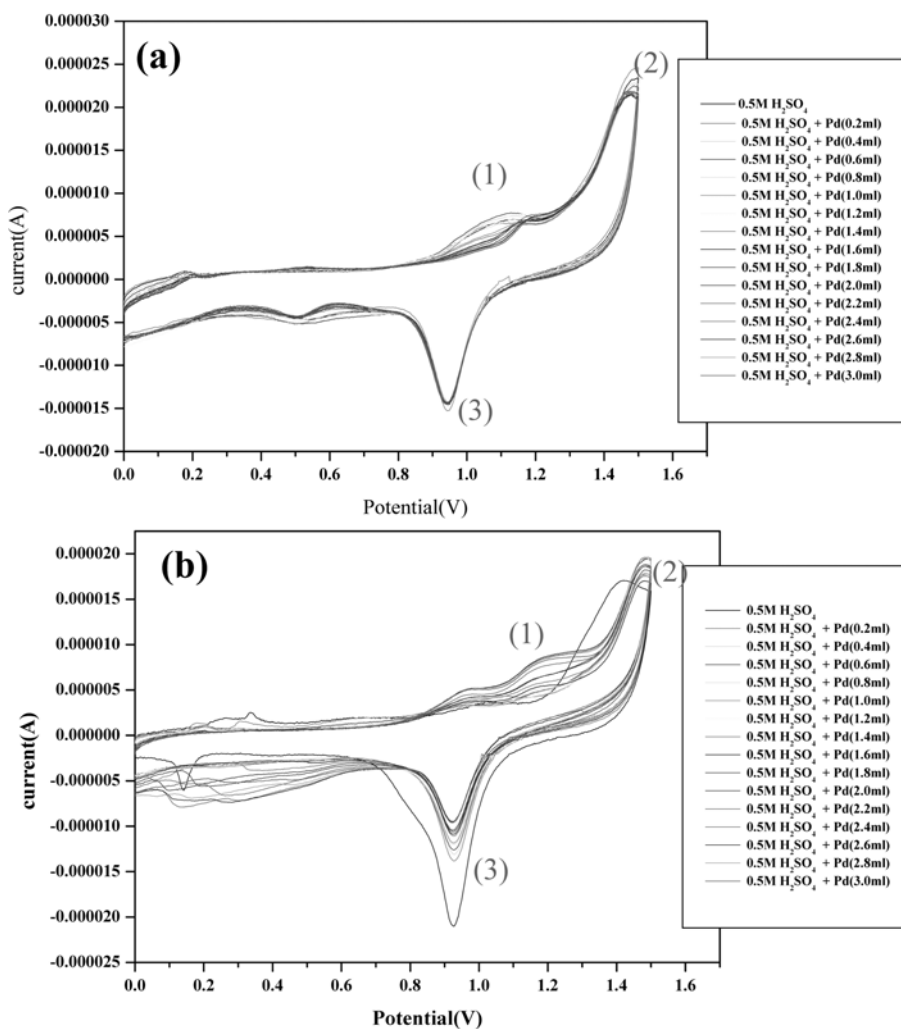 (a)
0.000030
0.000025
0.000020
0.000015
0.000010
0.000005
0.000000
-0.000005
-0.000010
-0.000015
-0.000020
current(A)
0.0 0.2 0.4 0.6 0.8 1.0 1.2 1.4 1.6
Potential(V)
(1)
(2)
(3)
0.5M H₂SO₄
0.5M H₂SO₄ + Pd(0.2ml)
0.5M H₂SO₄ + Pd(0.4ml)
0.5M H₂SO₄ + Pd(0.6ml)
0.5M H₂SO₄ + Pd(0.8ml)
0.5M H₂SO₄ + Pd(1.0ml)
0.5M H₂SO₄ + Pd(1.2ml)
0.5M H₂SO₄ + Pd(1.4ml)
0.5M H₂SO₄ + Pd(1.6ml)
0.5M H₂SO₄ + Pd(1.8ml)
0.5M H₂SO₄ + Pd(2.0ml)
0.5M H₂SO₄ + Pd(2.2ml)
0.5M H₂SO₄ + Pd(2.4ml)
0.5M H₂SO₄ + Pd(2.6ml)
0.5M H₂SO₄ + Pd(2.8ml)
0.5M H₂SO₄ + Pd(3.0ml)
(b)
0.000020
0.000015
0.000010
0.000005
0.000000
-0.000005
-0.000010
-0.000015
-0.000020
-0.000025
current(A)
0.0 0.2 0.4 0.6 0.8 1.0 1.2 1.4 1.6
Potential(V)
(1)
(2)
(3)
0.5M H₂SO₄
0.5M H₂SO₄ + Pd(0.2ml)
0.5M H₂SO₄ + Pd(0.4ml)
0.5M H₂SO₄ + Pd(0.6ml)
0.5M H₂SO₄ + Pd(0.8ml)
0.5M H₂SO₄ + Pd(1.0ml)
0.5M H₂SO₄ + Pd(1.2ml)
0.5M H₂SO₄ + Pd(1.4ml)
0.5M H₂SO₄ + Pd(1.6ml)
0.5M H₂SO₄ + Pd(1.8ml)
0.5M H₂SO₄ + Pd(2.0ml)
0.5M H₂SO₄ + Pd(2.2ml)
0.5M H₂SO₄ + Pd(2.4ml)
0.5M H₂SO₄ + Pd(2.6ml)
0.5M H₂SO₄ + Pd(2.8ml)
0.5M H₂SO₄ + Pd(3.0ml)